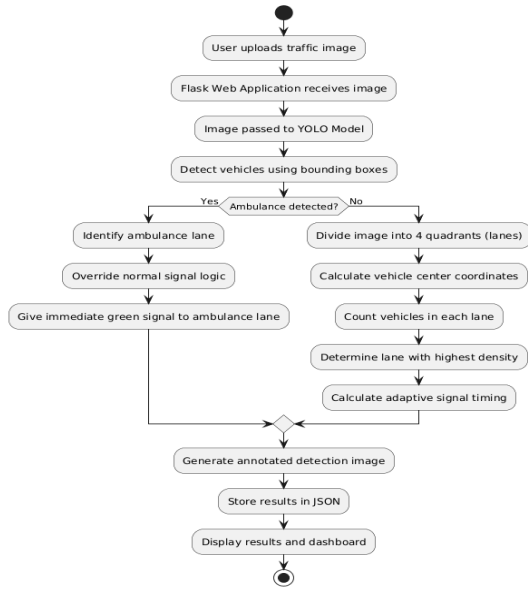 User uploads traffic image
Flask Web Application receives image
Image passed to YOLO Model
Detect vehicles using bounding boxes
Yes
Ambulance detected?
No
Identify ambulance lane
Override normal signal logic
Give immediate green signal to ambulance lane
Divide image into 4 quadrants (lanes)
Calculate vehicle center coordinates
Count vehicles in each lane
Determine lane with highest density
Calculate adaptive signal timing
Generate annotated detection image
Store results in JSON
Display results and dashboard